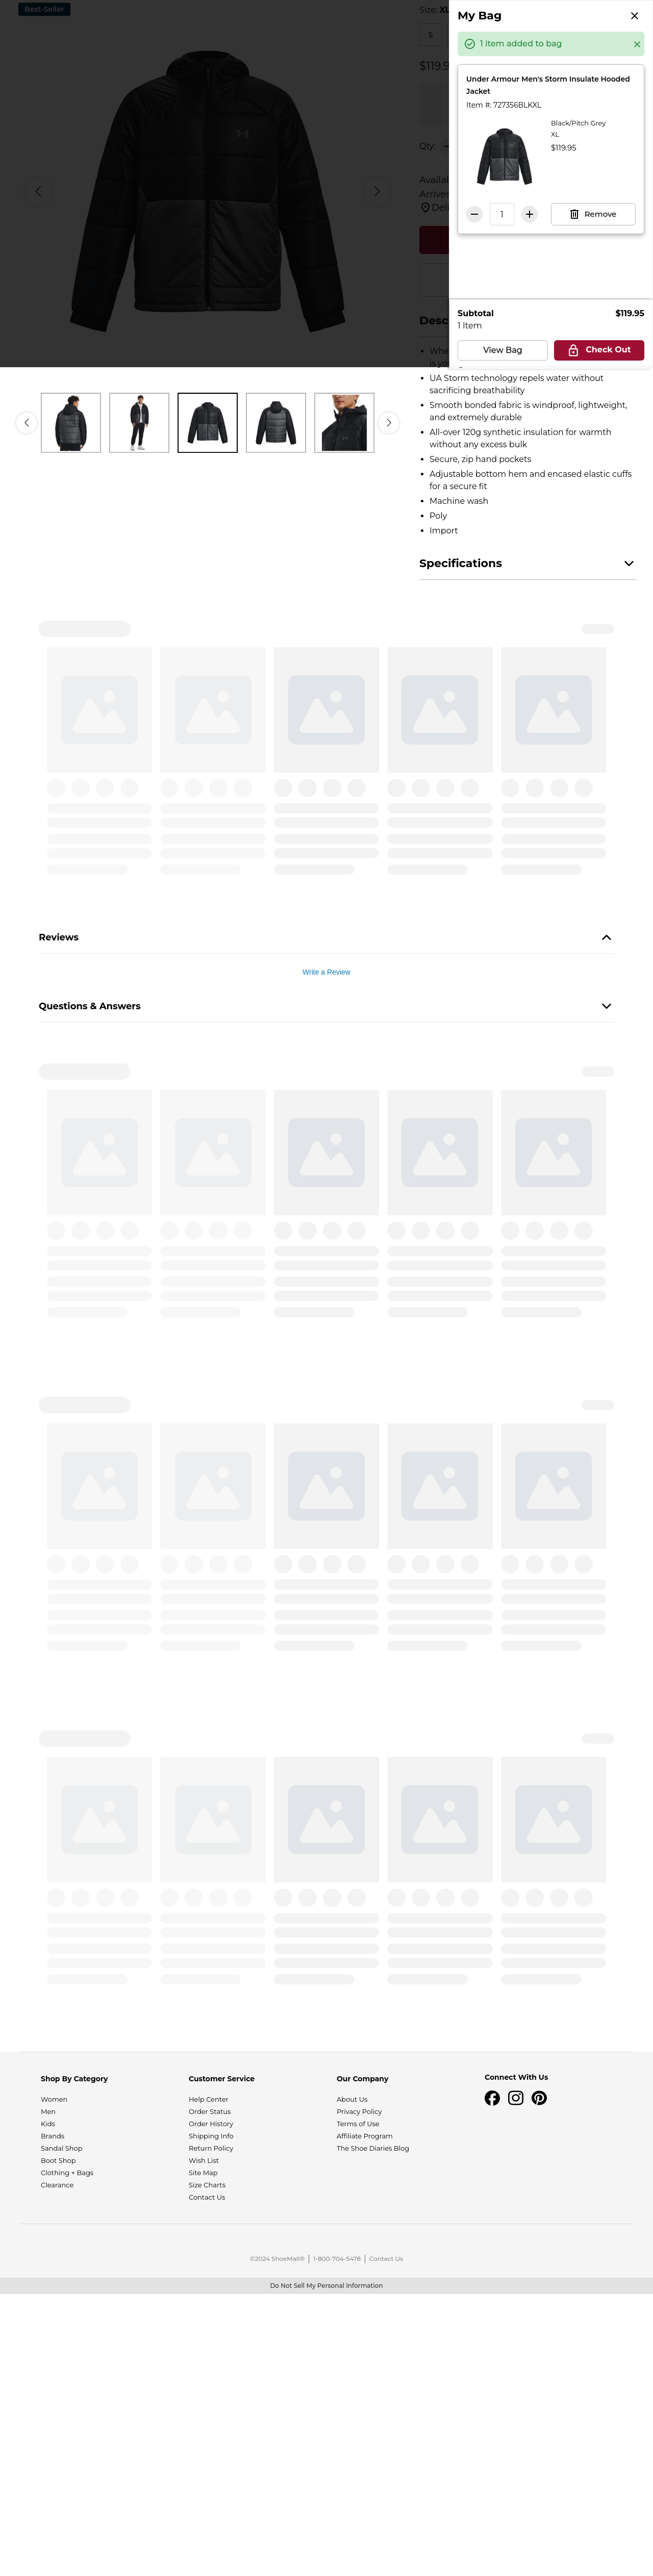 Best-Seller
Size: XL
S
$119.9
Qty:
My Bag
1 item added to bag
Under Armour Men's Storm Insulate Hooded
Jacket
Item #: 727356BLKXL
Black/Pitch Grey
XL
$119.95
1
Remove
Subtotal
$119.95
1 Item
View Bag
Check Out
UA Storm technology repels water without
sacrificing breathability
Smooth bonded fabric is windproof, lightweight,
and extremely durable
All-over 120g synthetic insulation for warmth
without any excess bulk
Secure, zip hand pockets
Adjustable bottom hem and encased elastic cuffs
for a secure fit
Machine wash
Poly
Import
Specifications
Reviews
Write a Review
Questions & Answers
Shop By Category
Women
Men
Kids
Brands
Sandal Shop
Boot Shop
Clothing + Bags
Clearance
Customer Service
Help Center
Order Status
Order History
Shipping Info
Return Policy
Wish List
Site Map
Size Charts
Contact Us
Our Company
About Us
Privacy Policy
Terms of Use
Affiliate Program
The Shoe Diaries Blog
Connect With Us
©2024 ShoeMall®
1-800-704-5478
Contact Us
Do Not Sell My Personal Information